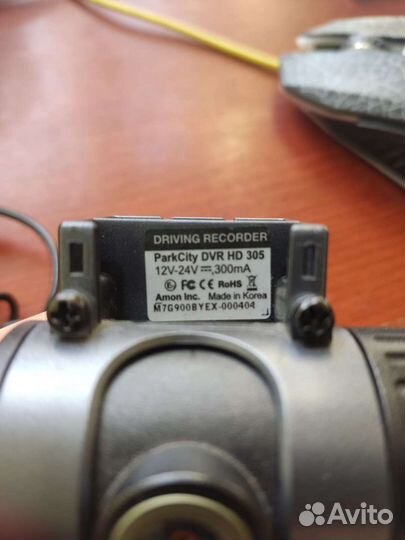 DRIVING RECORDER
ParkCity DVR HD 305
12V-24V ⎓,300mA
CE FC RoHS
Amon Inc. Made in Korea
M7G900BYEX-000404
Avito